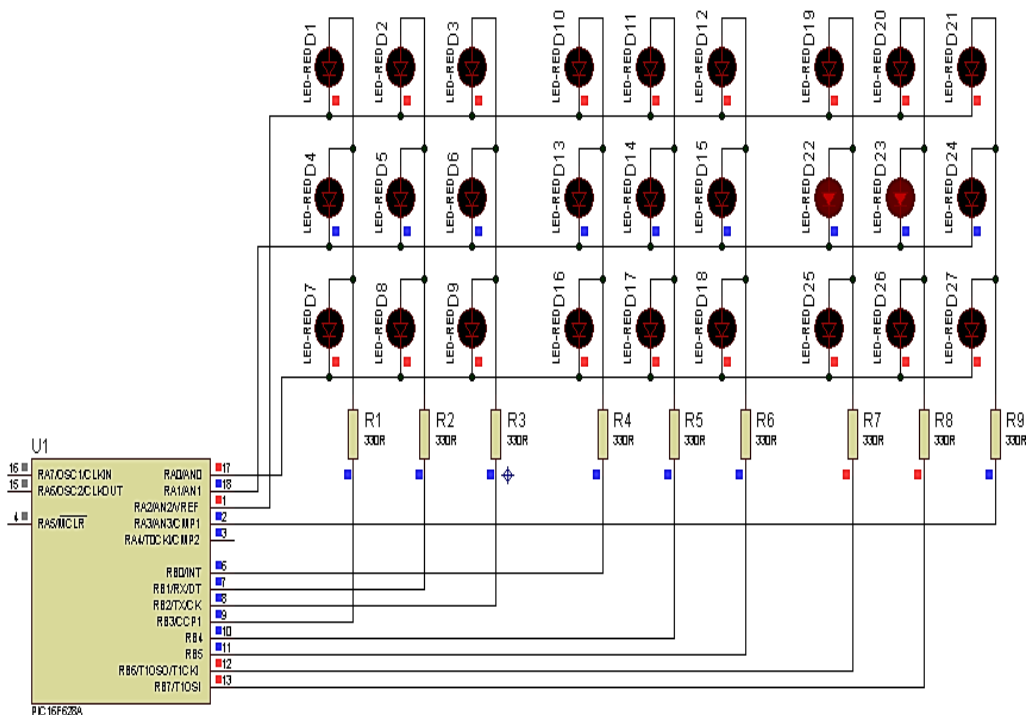 LED-RED D1
LED-RED D2
LED-RED D3
LED-RED D10
LED-RED D11
LED-RED D12
LED-RED D19
LED-RED D20
LED-RED D21
LED-RED D4
LED-RED D5
LED-RED D6
LED-RED D13
LED-RED D14
LED-RED D15
LED-RED D22
LED-RED D23
LED-RED D24
LED-RED D7
LED-RED D8
LED-RED D9
LED-RED D16
LED-RED D17
LED-RED D18
LED-RED D25
LED-RED D26
LED-RED D27
R1
330R
R2
330R
R3
330R
R4
330R
R5
330R
R6
330R
R7
330R
R8
330R
R9
330R
U1
16 RA7/OSC1/CLKIN
15 RA6/OSC2/CLKOUT
4 RA5/MCLR
RA0/AN0 17
RA1/AN1 18
RA2/AN2/VREF 1
RA3/AN3/CMP1 2
RA4/T0CKI/CMP2 3
RB0/INT 6
RB1/RX/DT 7
RB2/TX/CK 8
RB3/CCP1 9
RB4 10
RB5 11
RB6/T1OSO/T1CKI 12
RB7/T1OSI 13
PIC16F628A